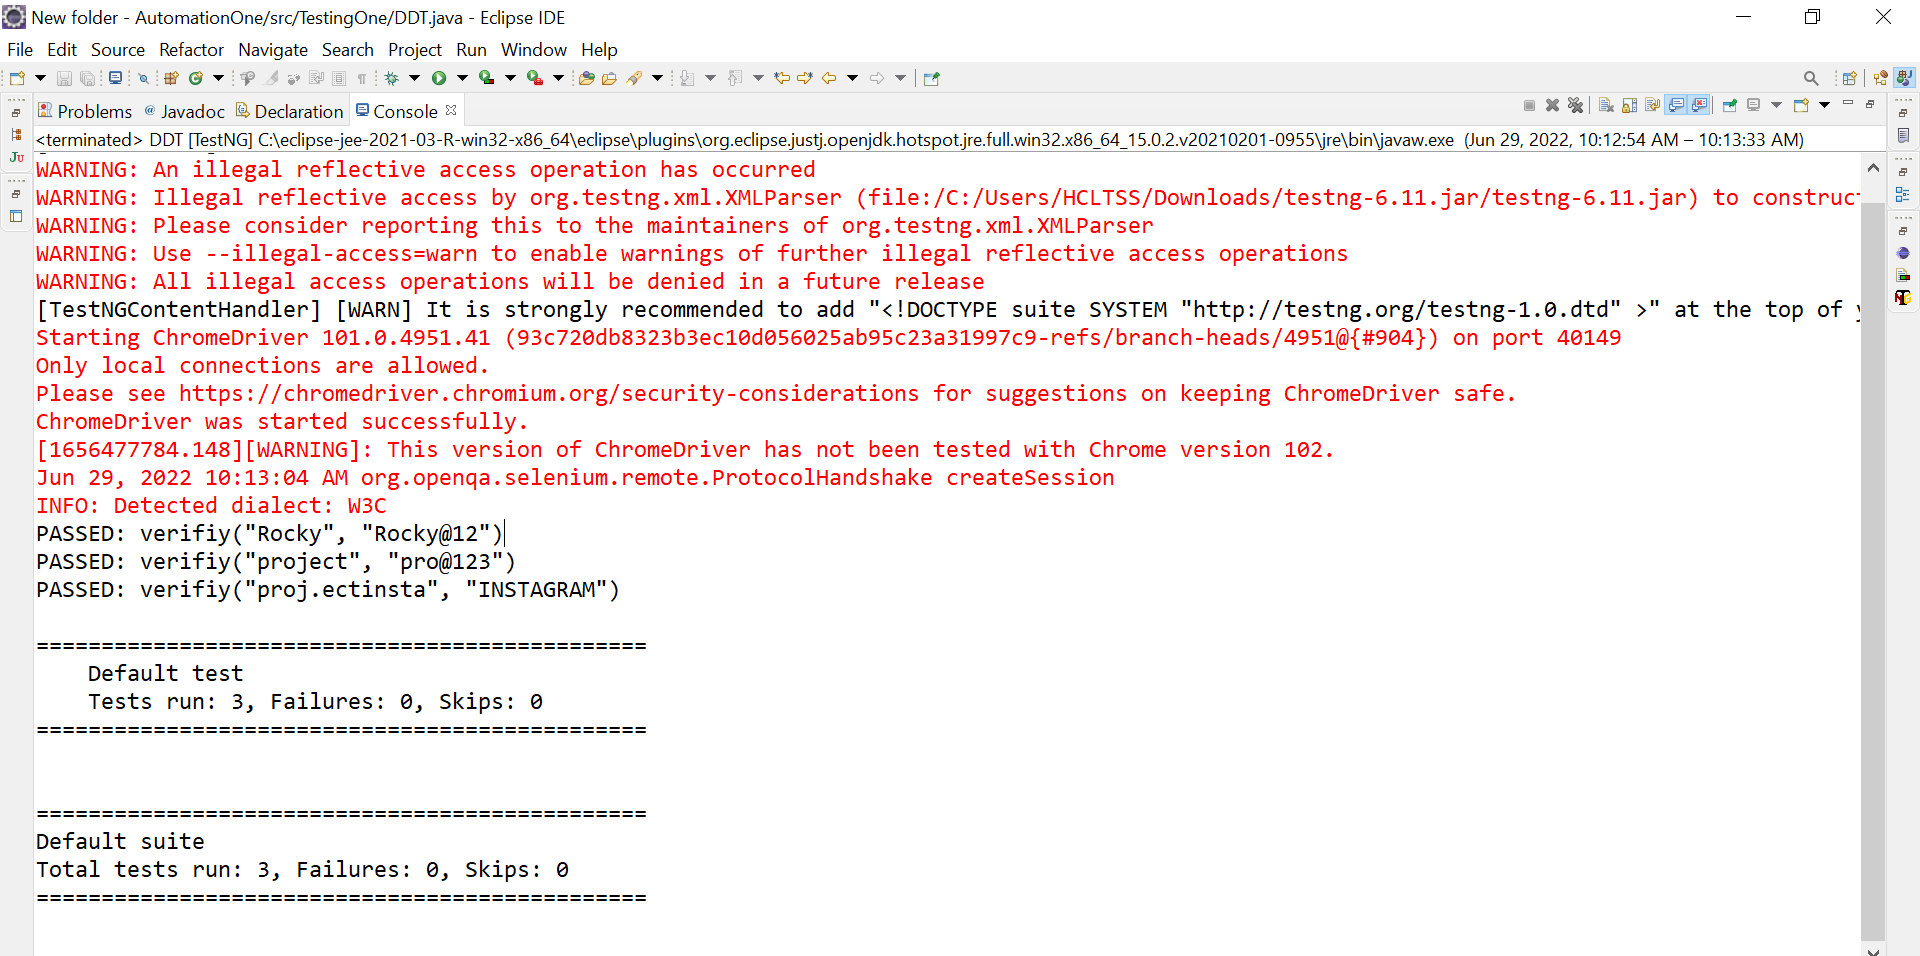 New folder - AutomationOne/src/TestingOne/DDT.java - Eclipse IDE
File Edit Source Refactor Navigate Search Project Run Window Help
Problems @ Javadoc Declaration Console
<terminated> DDT [TestNG] C:\eclipse-jee-2021-03-R-win32-x86_64\eclipse\plugins\org.eclipse.justj.openjdk.hotspot.jre.full.win32.x86_64_15.0.2.v20210201-0955\jre\bin\javaw.exe (Jun 29, 2022, 10:12:54 AM – 10:13:33 AM)
WARNING: An illegal reflective access operation has occurred
WARNING: Illegal reflective access by org.testng.xml.XMLParser (file:/C:/Users/HCLTSS/Downloads/testng-6.11.jar/testng-6.11.jar) to construct
WARNING: Please consider reporting this to the maintainers of org.testng.xml.XMLParser
WARNING: Use --illegal-access=warn to enable warnings of further illegal reflective access operations
WARNING: All illegal access operations will be denied in a future release
[TestNGContentHandler] [WARN] It is strongly recommended to add "<!DOCTYPE suite SYSTEM "http://testng.org/testng-1.0.dtd" >" at the top of
Starting ChromeDriver 101.0.4951.41 (93c720db8323b3ec10d056025ab95c23a31997c9-refs/branch-heads/4951@{#904}) on port 40149
Only local connections are allowed.
Please see https://chromedriver.chromium.org/security-considerations for suggestions on keeping ChromeDriver safe.
ChromeDriver was started successfully.
[1656477784.148][WARNING]: This version of ChromeDriver has not been tested with Chrome version 102.
Jun 29, 2022 10:13:04 AM org.openqa.selenium.remote.ProtocolHandshake createSession
INFO: Detected dialect: W3C
PASSED: verifiy("Rocky", "Rocky@12")
PASSED: verifiy("project", "pro@123")
PASSED: verifiy("proj.ectinsta", "INSTAGRAM")
===============================================
Default test
Tests run: 3, Failures: 0, Skips: 0
===============================================
===============================================
Default suite
Total tests run: 3, Failures: 0, Skips: 0
===============================================